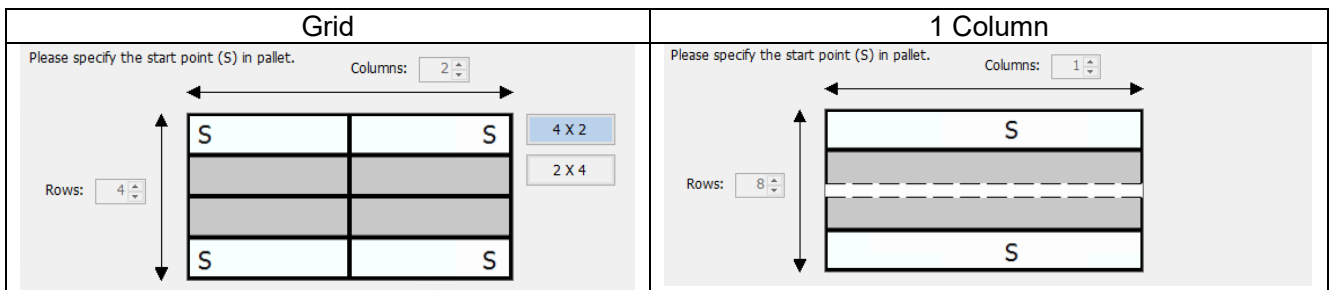 Grid
Please specify the start point (S) in pallet.
Columns: 2
Rows: 4
S S
S S
4 X 2
2 X 4
1 Column
Please specify the start point (S) in pallet.
Columns: 1
Rows: 8
S
S